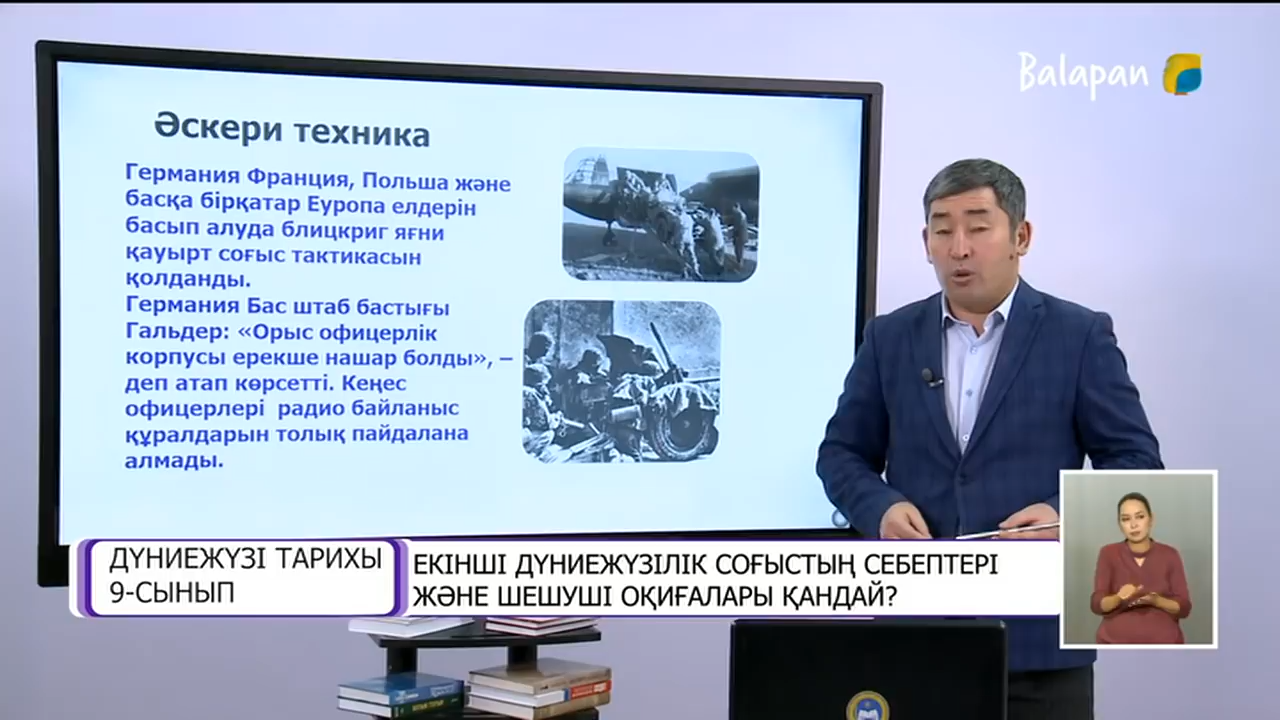 Balapan
Әскери техника
Германия Франция, Польша және
басқа бірқатар Еуропа елдерін
басып алуда блицкриг яғни
қауырт соғыс тактикасын
қолданды.
Германия Бас штаб бастығы
Гальдер: «Орыс офицерлік
корпусы ерекше нашар болды», –
деп атап көрсетті. Кеңес
офицерлері радио байланыс
құралдарын толық пайдалана
алмады.
ДҮНИЕЖҮЗІ ТАРИХЫ
9-СЫНЫП
ЕКІНШІ ДҮНИЕЖҮЗІЛІК СОҒЫСТЫҢ СЕБЕПТЕРІ
ЖӘНЕ ШЕШУШІ ОҚИҒАЛАРЫ ҚАНДАЙ?